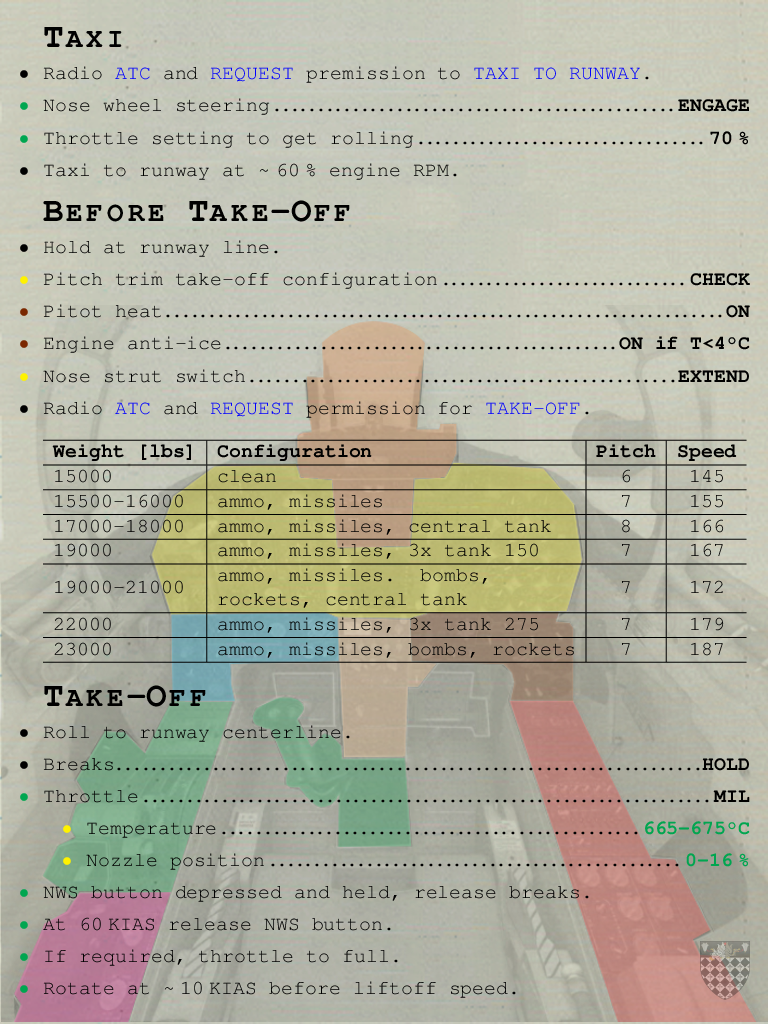 TAXI
• Radio ATC and REQUEST premission to TAXI TO RUNWAY.
• Nose wheel steering..........................................ENGAGE
• Throttle setting to get rolling..............................70 %
• Taxi to runway at ~ 60 % engine RPM.
BEFORE TAKE-OFF
• Hold at runway line.
• Pitch trim take-off configuration..........................CHECK
• Pitot heat....................................................ON
• Engine anti-ice..........................................ON if T<4°C
• Nose strut switch............................................EXTEND
• Radio ATC and REQUEST permission for TAKE-OFF.
Weight [lbs] Configuration Pitch Speed
15000 clean 6 145
15500-16000 ammo, missiles 7 155
17000-18000 ammo, missiles, central tank 8 166
19000 ammo, missiles, 3x tank 150 7 167
19000-21000 ammo, missiles. bombs, 7 172
rockets, central tank
22000 ammo, missiles, 3x tank 275 7 179
23000 ammo, missiles, bombs, rockets 7 187
TAKE-OFF
• Roll to runway centerline.
• Breaks........................................................HOLD
• Throttle......................................................MIL
• Temperature............................................665-675°C
• Nozzle position...........................................0-16 %
• NWS button depressed and held, release breaks.
• At 60 KIAS release NWS button.
• If required, throttle to full.
• Rotate at ~ 10 KIAS before liftoff speed.